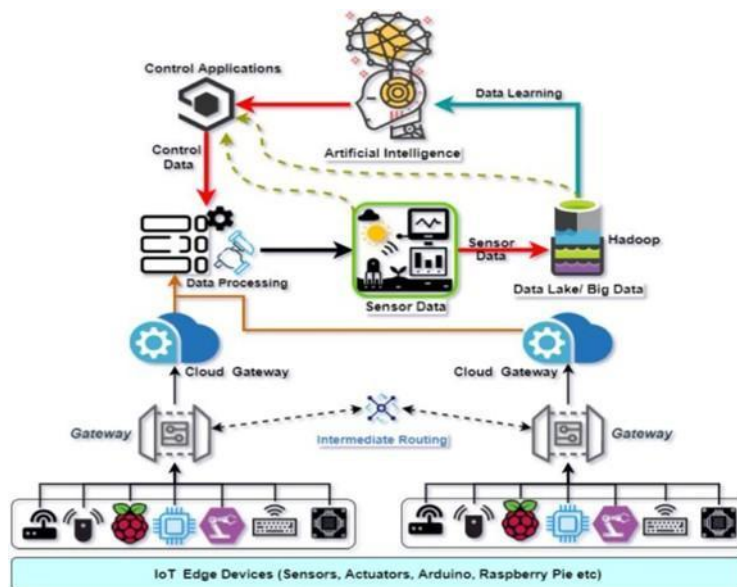 Control Applications
Data Learning
Artificial Intelligence
Control
Data
Sensor
Data
Hadoop
Data Processing
Sensor Data
Data Lake/ Big Data
Cloud Gateway
Cloud Gateway
Gateway
Intermediate Routing
Gateway
IoT Edge Devices (Sensors, Actuators, Arduino, Raspberry Pie etc)